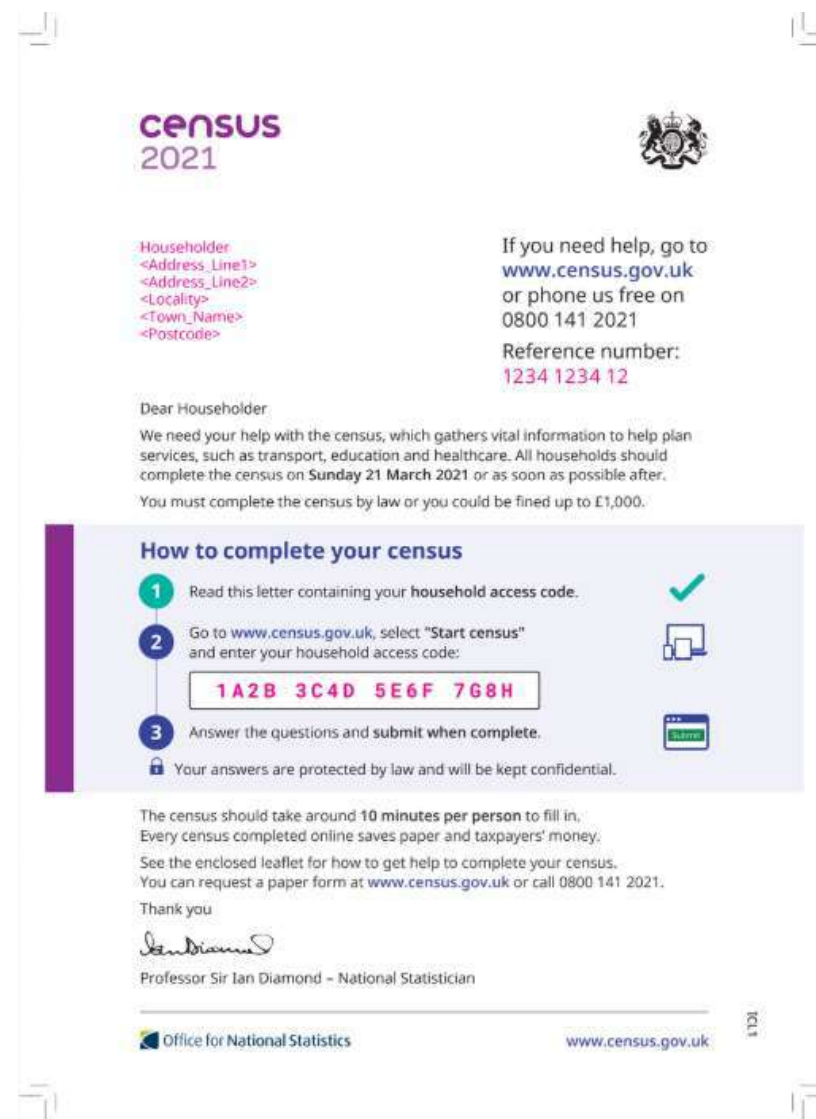 census
2021
Householder
<Address_Line1>
<Address_Line2>
<Locality>
<Town_Name>
<Postcode>
If you need help, go to
www.census.gov.uk
or phone us free on
0800 141 2021
Reference number:
1234 1234 12
Dear Householder
We need your help with the census, which gathers vital information to help plan
services, such as transport, education and healthcare. All households should
complete the census on Sunday 21 March 2021 or as soon as possible after.
You must complete the census by law or you could be fined up to £1,000.
How to complete your census
1 Read this letter containing your household access code.
2 Go to www.census.gov.uk, select "Start census"
and enter your household access code:
1A2B 3C4D 5E6F 7G8H
3 Answer the questions and submit when complete.
Submit
Your answers are protected by law and will be kept confidential.
The census should take around 10 minutes per person to fill in.
Every census completed online saves paper and taxpayers' money.
See the enclosed leaflet for how to get help to complete your census.
You can request a paper form at www.census.gov.uk or call 0800 141 2021.
Thank you
Ian Diamond
Professor Sir Ian Diamond – National Statistician
Office for National Statistics
www.census.gov.uk
ICL1